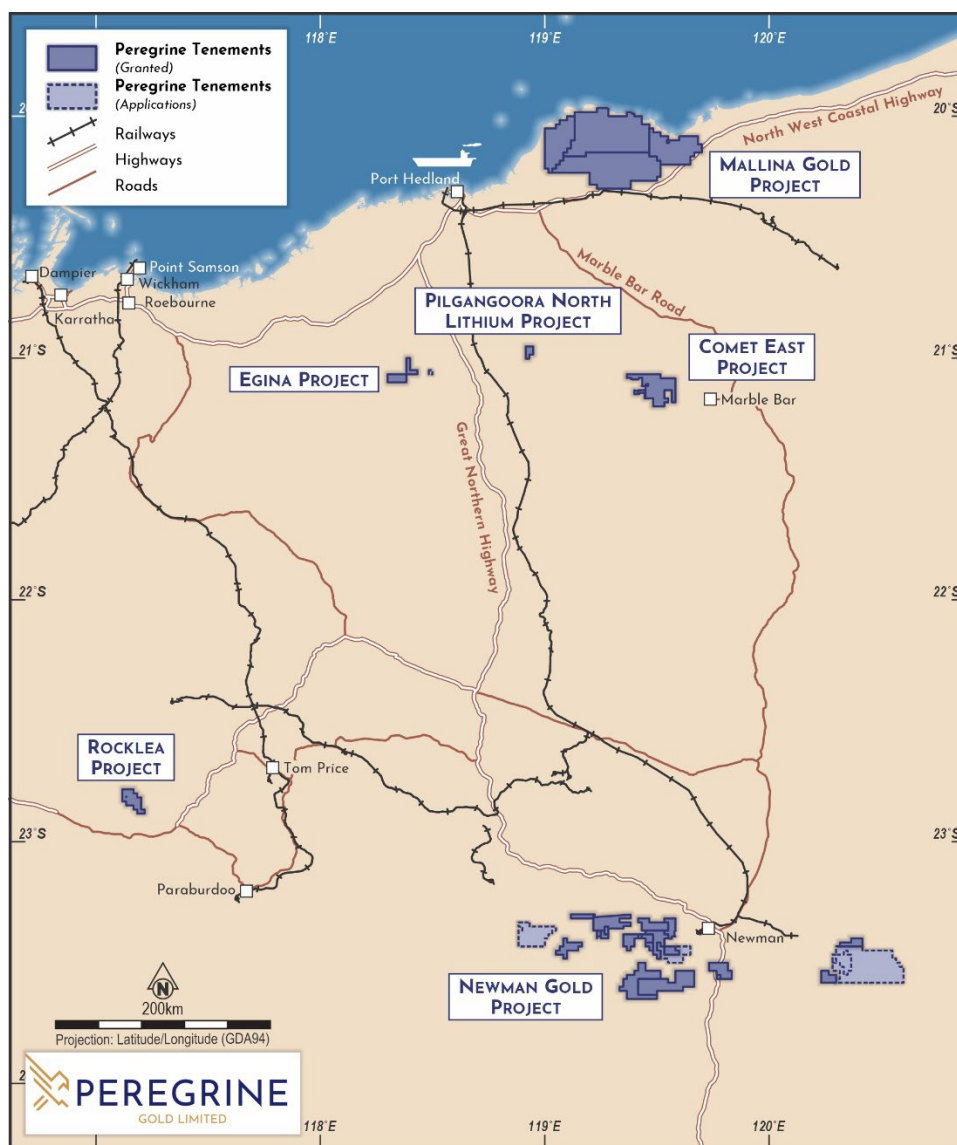 118°E
119°E
120°E
Peregrine Tenements
(Granted)
Peregrine Tenements
(Applications)
Railways
Highways
Roads
20°S
North West Coastal Highway
MALLINA GOLD
PROJECT
Port Hedland
Point Samson
Dampier
Wickham
Karratha
Roebourne
Marble Bar Road
PILGANGOORA NORTH
LITHIUM PROJECT
COMET EAST
PROJECT
21°S
21°S
EGINA PROJECT
Marble Bar
Great Northern Highway
22°S
22°S
ROCKLEA
PROJECT
Tom Price
23°S
23°S
Paraburdoo
Newman
NEWMAN GOLD
PROJECT
N
200km
Projection: Latitude/Longitude (GDA94)
PEREGRINE
GOLD LIMITED
118°E
119°E
120°E